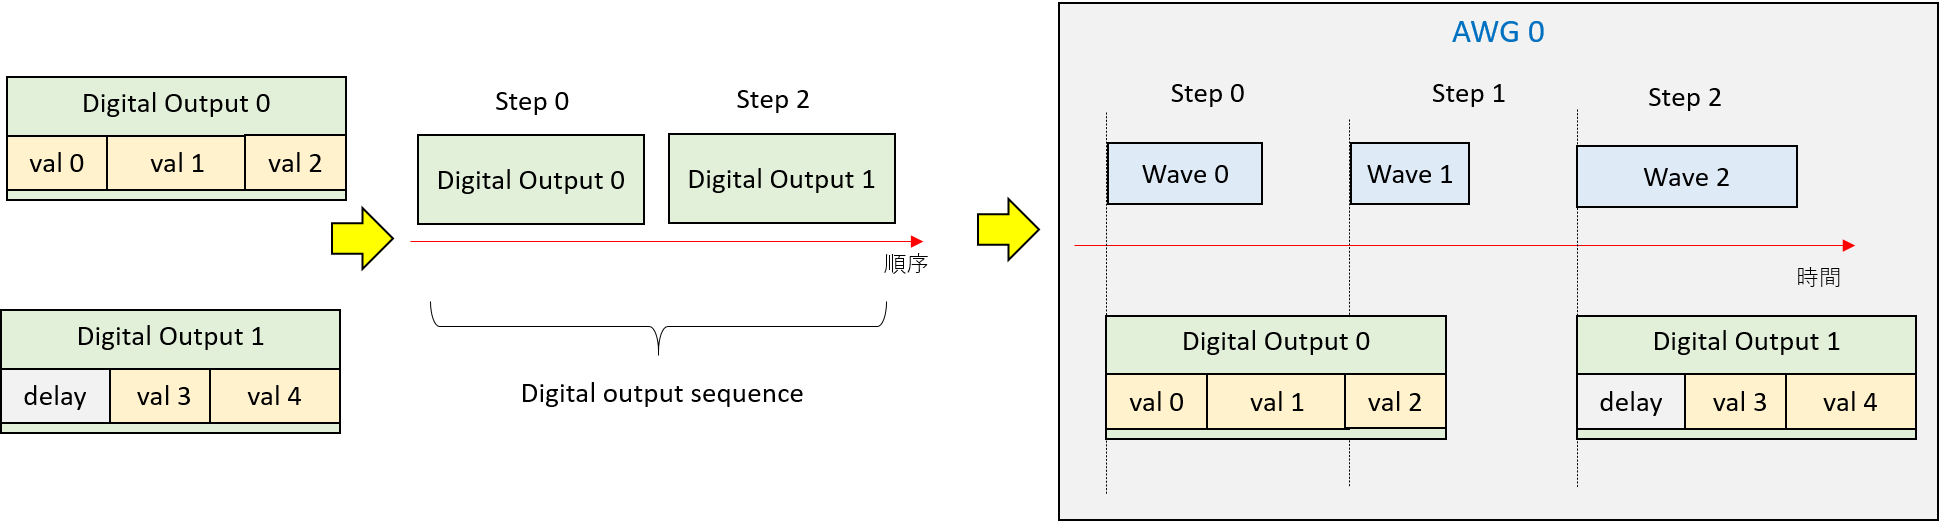 Digital Output 0
val 0 val 1 val 2
Digital Output 1
delay val 3 val 4
Step 0 Step 2
Digital Output 0 Digital Output 1
順序
Digital output sequence
AWG 0
Step 0 Step 1 Step 2
Wave 0 Wave 1 Wave 2
時間
Digital Output 0 Digital Output 1
val 0 val 1 val 2 delay val 3 val 4